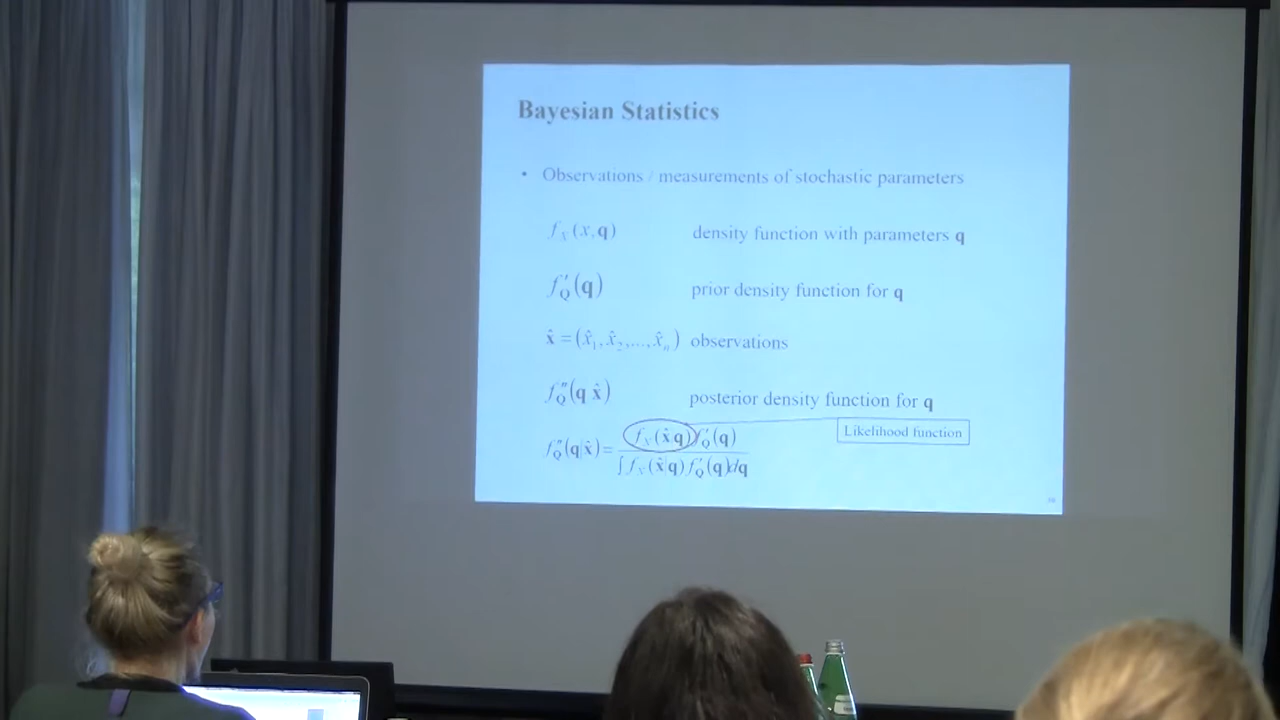 Bayesian Statistics
• Observations / measurements of stochastic parameters
f_X(x,q) density function with parameters q
f'_Q(q) prior density function for q
x̂ = (x̂_1, x̂_2,..., x̂_n) observations
f''_Q(q x̂) posterior density function for q
Likelihood function
f''_Q(q|x̂) = f_X(x̂ q) f'_Q(q) / ∫ f_X(x̂|q) f'_Q(q)dq